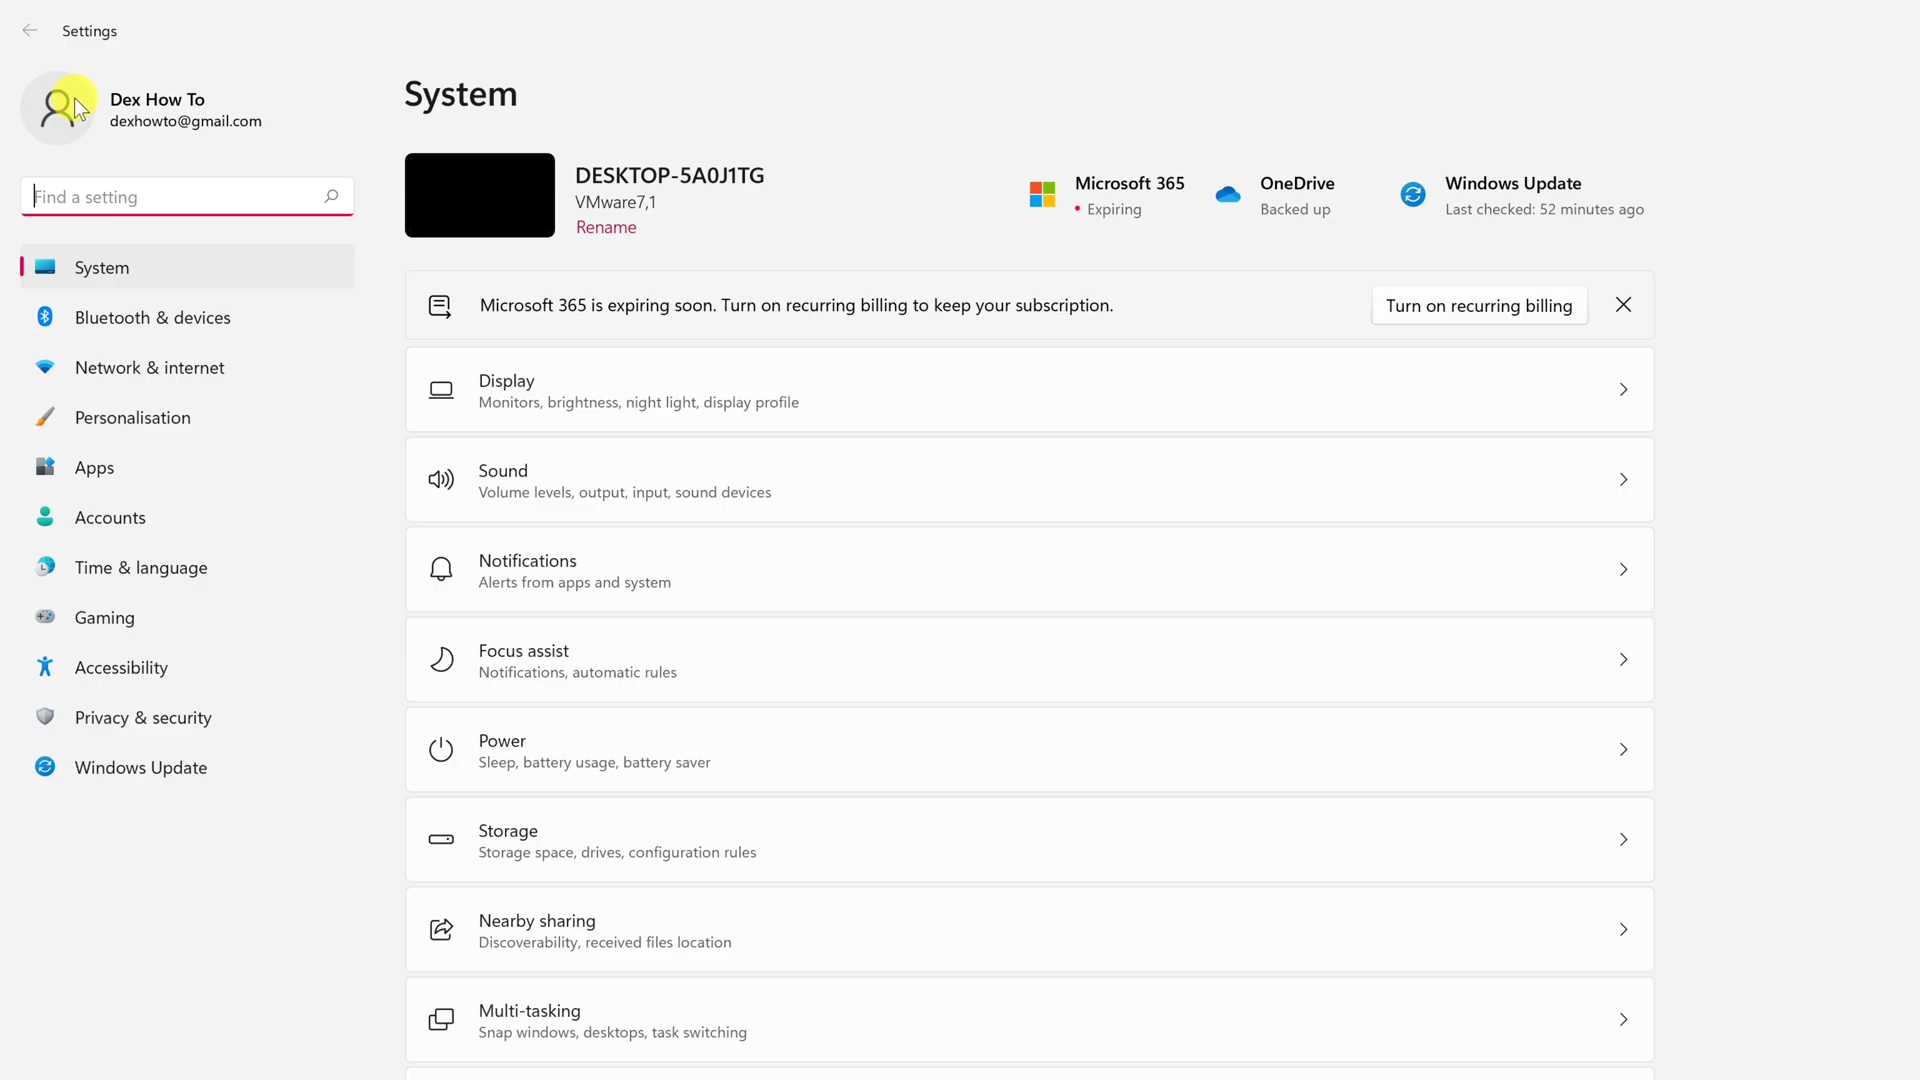 Settings
Dex How To
dexhowto@gmail.com
Find a setting
System
Bluetooth & devices
Network & internet
Personalisation
Apps
Accounts
Time & language
Gaming
Accessibility
Privacy & security
Windows Update
System
DESKTOP-5A0J1TG
VMware7,1
Rename
Microsoft 365
• Expiring
OneDrive
Backed up
Windows Update
Last checked: 52 minutes ago
Microsoft 365 is expiring soon. Turn on recurring billing to keep your subscription.
Turn on recurring billing
Display
Monitors, brightness, night light, display profile
Sound
Volume levels, output, input, sound devices
Notifications
Alerts from apps and system
Focus assist
Notifications, automatic rules
Power
Sleep, battery usage, battery saver
Storage
Storage space, drives, configuration rules
Nearby sharing
Discoverability, received files location
Multi-tasking
Snap windows, desktops, task switching